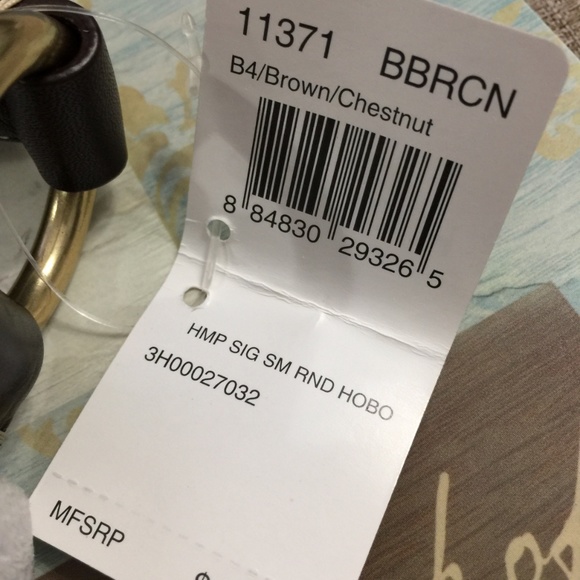 11371 BBRCN
B4/Brown/Chestnut
8 84830 29326 5
HMP SIG SM RND HOBO
3H00027032
MFSRP
$